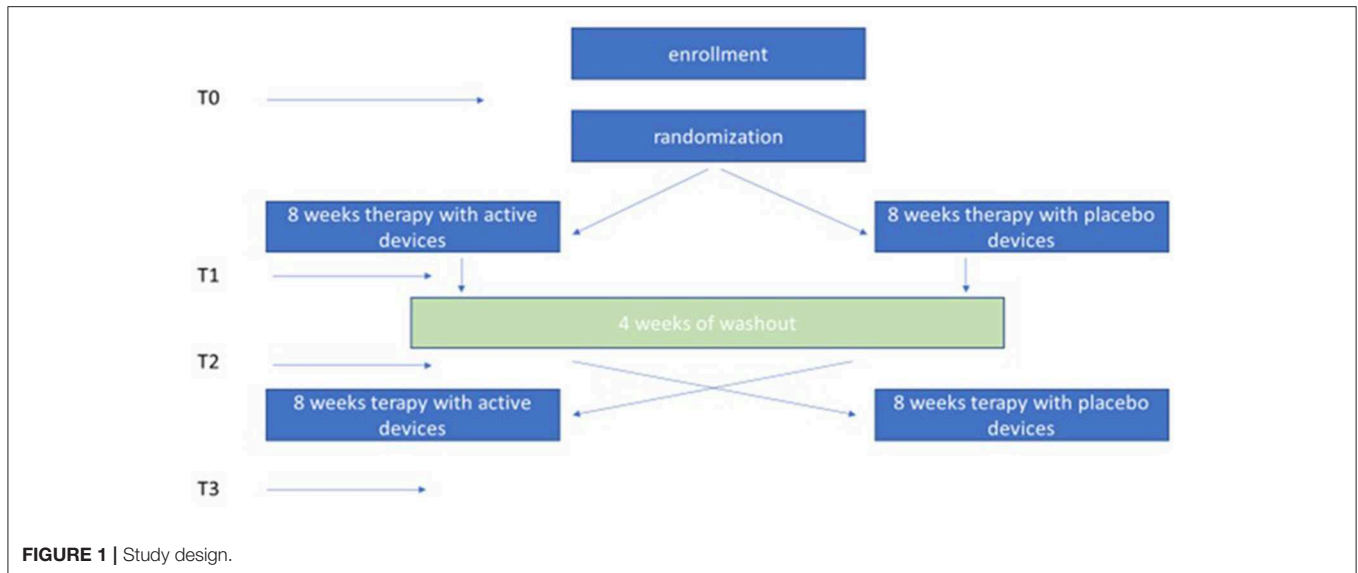 enrollment
T0
randomization
8 weeks therapy with active
devices
8 weeks therapy with placebo
devices
T1
4 weeks of washout
T2
8 weeks terapy with active
devices
8 weeks terapy with placebo
devices
T3
FIGURE 1 | Study design.